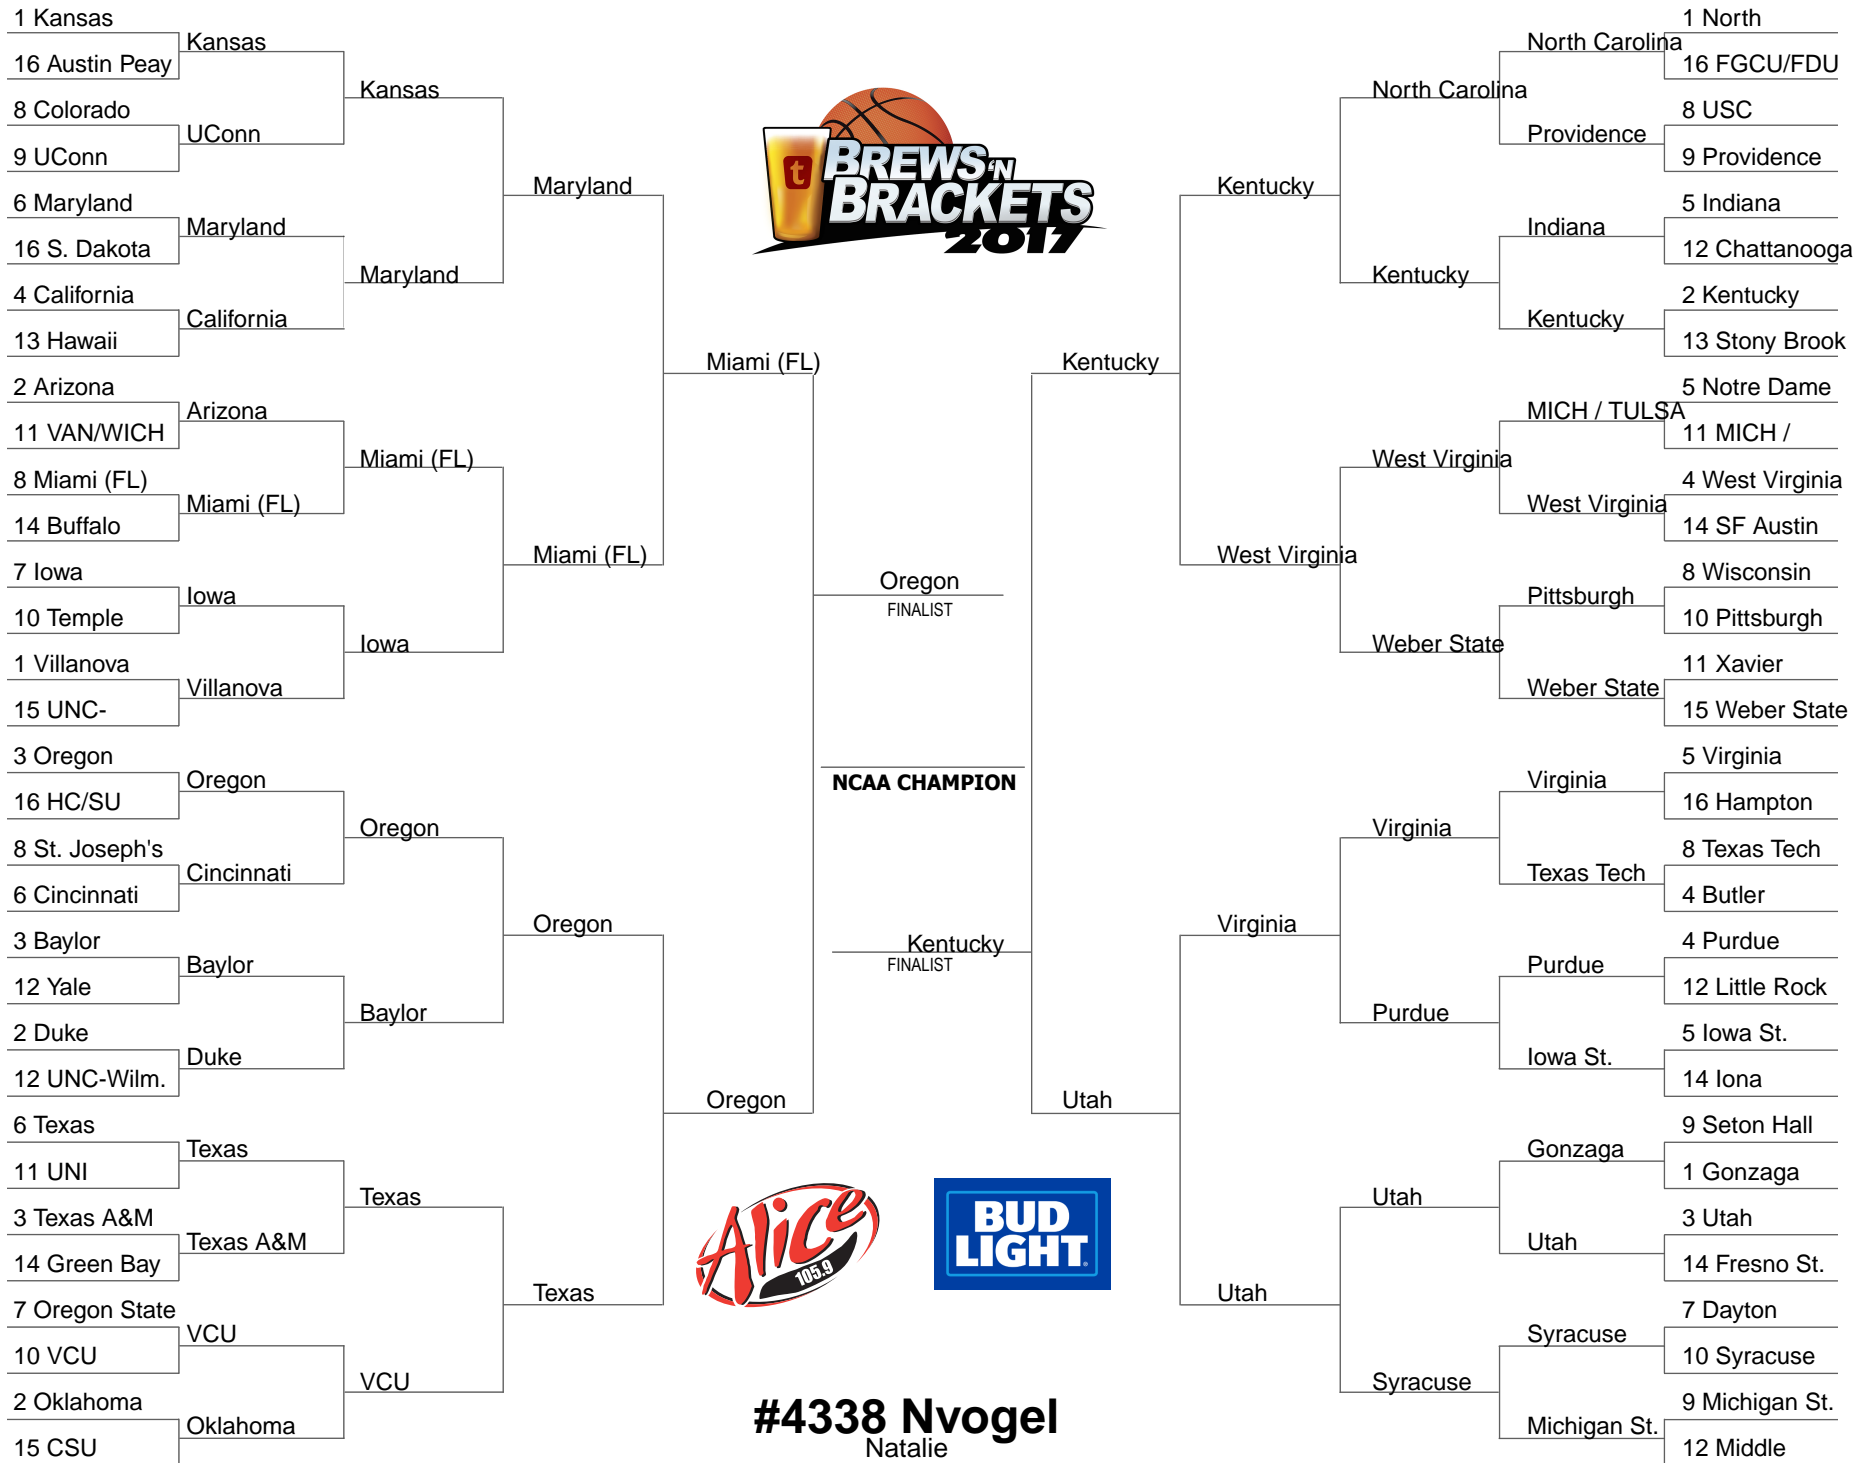 1 Kansas
16 Austin Peay
8 Colorado
9 UConn
6 Maryland
16 S. Dakota
4 California
13 Hawaii
2 Arizona
11 VAN/WICH
8 Miami (FL)
14 Buffalo
7 Iowa
10 Temple
1 Villanova
15 UNC-
3 Oregon
16 HC/SU
8 St. Joseph's
6 Cincinnati
3 Baylor
12 Yale
2 Duke
12 UNC-Wilm.
6 Texas
11 UNI
3 Texas A&M
14 Green Bay
7 Oregon State
10 VCU
2 Oklahoma
15 CSU
Kansas
UConn
Maryland
California
Arizona
Miami (FL)
Iowa
Villanova
Oregon
Cincinnati
Baylor
Duke
Texas
Texas A&M
VCU
Oklahoma
Kansas
Maryland
Miami (FL)
Iowa
Oregon
Baylor
Texas
VCU
Maryland
Miami (FL)
Oregon
Texas
Miami (FL)
Oregon
t
BREWS 'N
BRACKETS
2017
Oregon
FINALIST
NCAA CHAMPION
Kentucky
FINALIST
Alice
105.9
BUD
LIGHT
#4338 Nvogel
Natalie
Kentucky
Utah
Kentucky
West Virginia
Virginia
Utah
North Carolina
Kentucky
West Virginia
Weber State
Virginia
Purdue
Utah
Syracuse
North Carolina
Providence
Indiana
Kentucky
MICH / TULSA
West Virginia
Pittsburgh
Weber State
Virginia
Texas Tech
Purdue
Iowa St.
Gonzaga
Utah
Syracuse
Michigan St.
1 North
16 FGCU/FDU
8 USC
9 Providence
5 Indiana
12 Chattanooga
2 Kentucky
13 Stony Brook
5 Notre Dame
11 MICH /
4 West Virginia
14 SF Austin
8 Wisconsin
10 Pittsburgh
11 Xavier
15 Weber State
5 Virginia
16 Hampton
8 Texas Tech
4 Butler
4 Purdue
12 Little Rock
5 Iowa St.
14 Iona
9 Seton Hall
1 Gonzaga
3 Utah
14 Fresno St.
7 Dayton
10 Syracuse
9 Michigan St.
12 Middle